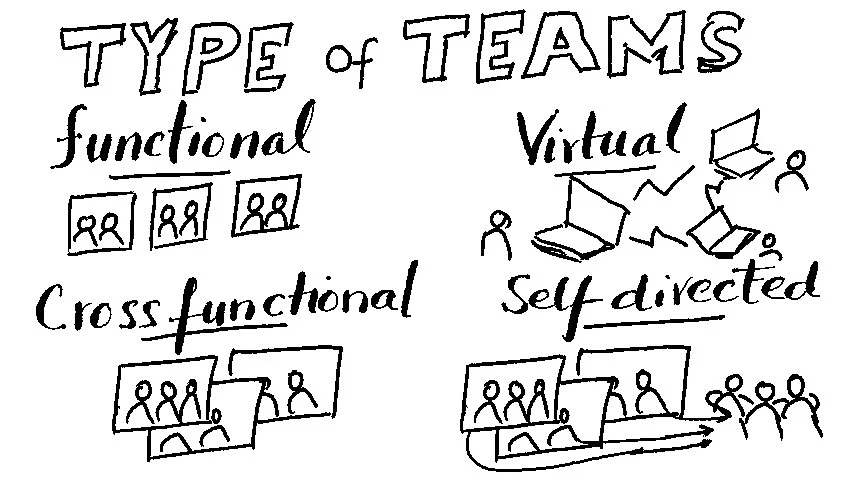 TYPE of TEAMS
functional
Virtual
Cross functional
Self directed